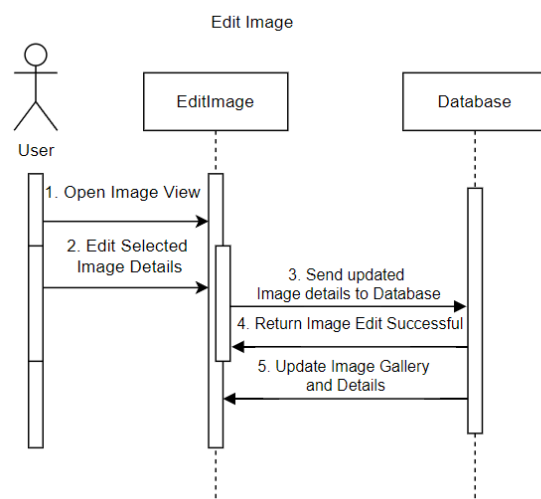 Edit Image
EditImage
Database
User
1. Open Image View
2. Edit Selected
Image Details
3. Send updated
Image details to Database
4. Return Image Edit Successful
5. Update Image Gallery
and Details